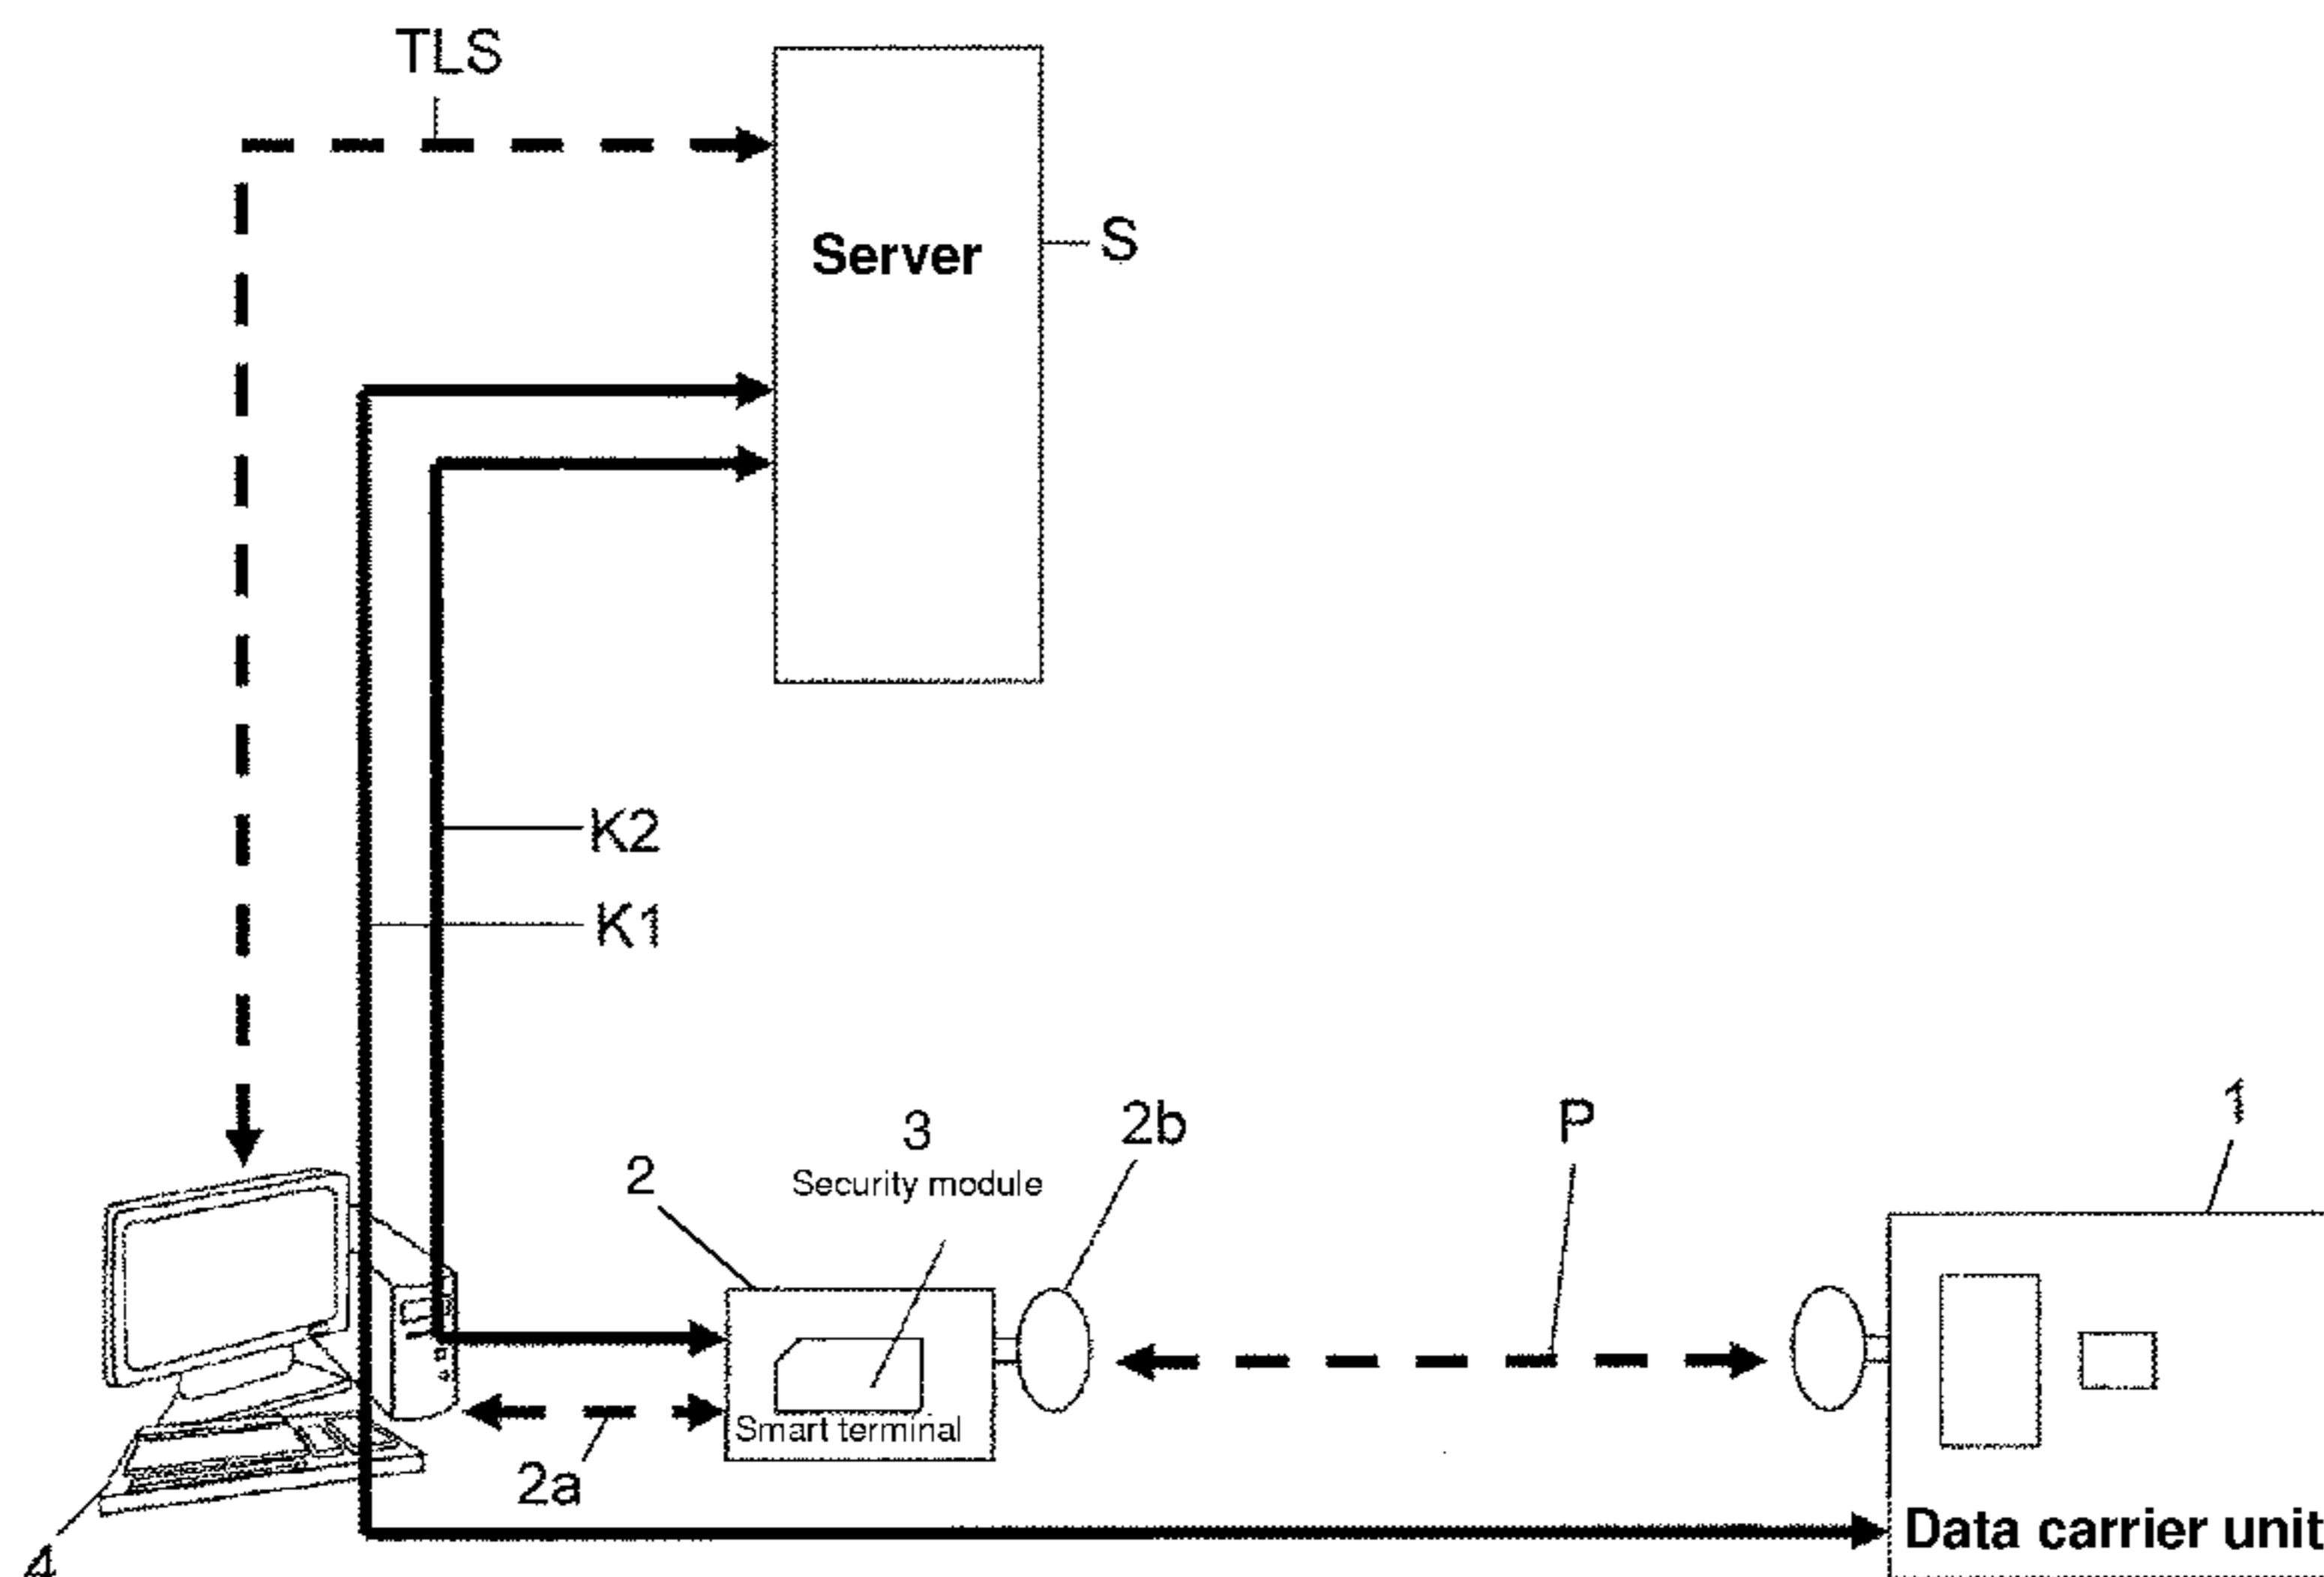 TLS
Server
S
K2
K1
1
3
2b
P
2
Security module
Smart terminal
2a
Data carrier unit
4